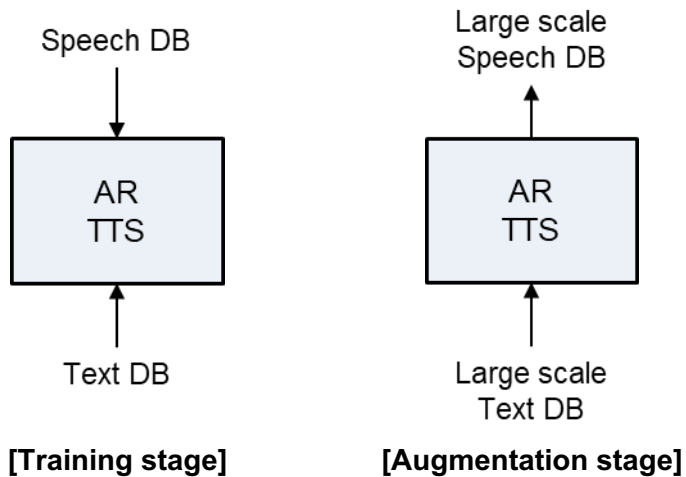 Speech DB
AR
TTS
Text DB
[Training stage]
Large scale
Speech DB
AR
TTS
Large scale
Text DB
[Augmentation stage]